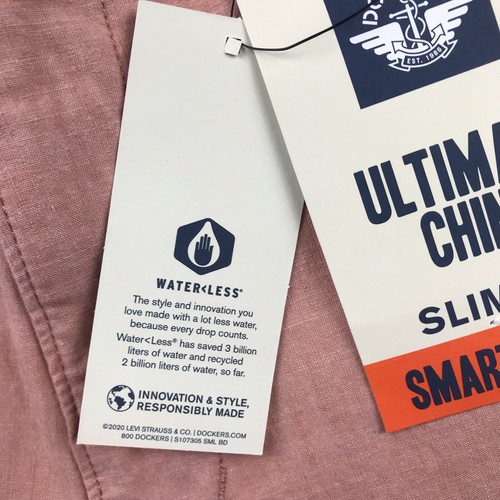 WATER<LESS®
The style and innovation you
love made with a lot less water,
because every drop counts.
Water<Less® has saved 3 billion
liters of water and recycled
2 billion liters of water, so far.
INNOVATION & STYLE,
RESPONSIBLY MADE
©2020 LEVI STRAUSS & CO. | DOCKERS.COM
800 DOCKERS | S107305 SML BD
EST. 1986
ULTIMA
CHIN
SLIM
SMART